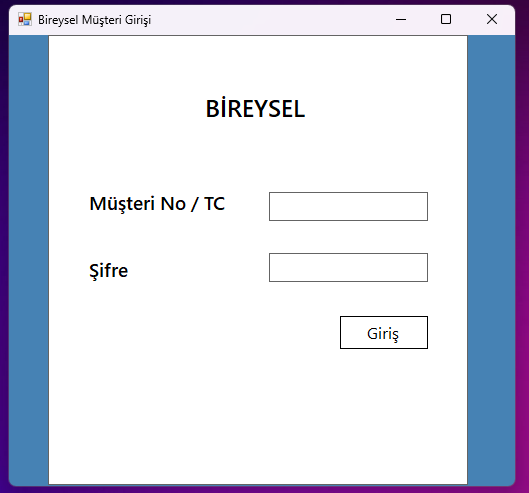 Bireysel Müşteri Girişi
BİREYSEL
Müşteri No / TC
Şifre
Giriş